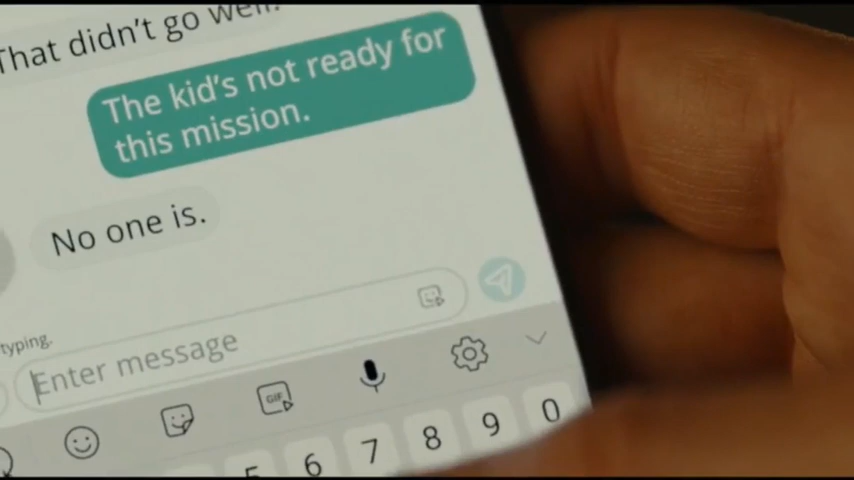 That didn't go well.
The kid's not ready for
this mission.
No one is.
typing.
Enter message
GIF
5 6 7 8 9 0